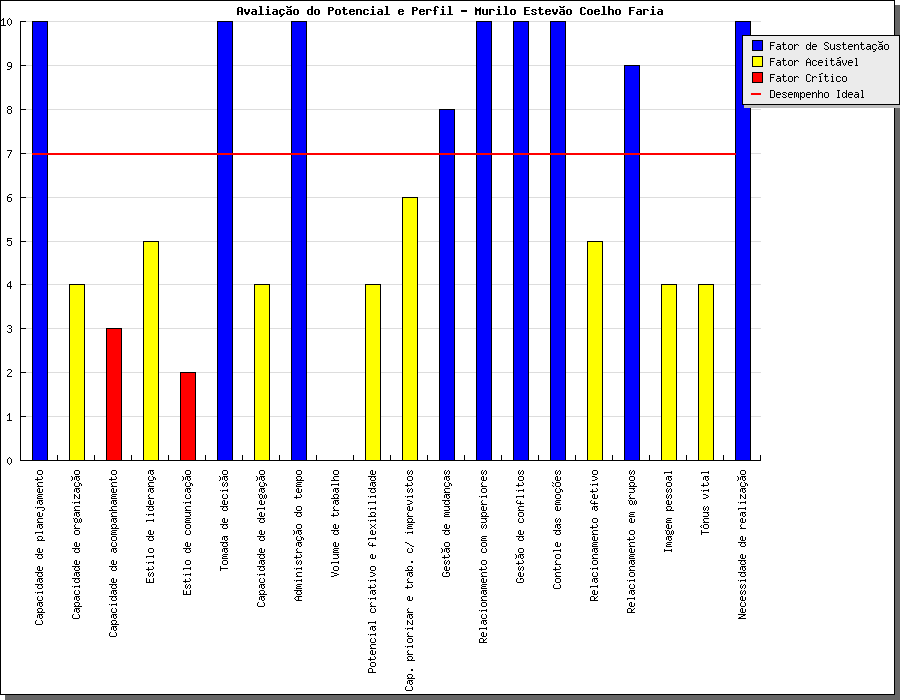 Avaliação do Potencial e Perfil - Murilo Estevão Coelho Faria
10
9
8
7
6
5
4
3
2
1
0
Fator de Sustentação
Fator Aceitável
Fator Crítico
Desempenho Ideal
Capacidade de planejamento
Capacidade de organização
Capacidade de acompanhamento
Estilo de liderança
Estilo de comunicação
Tomada de decisão
Capacidade de delegação
Administração do tempo
Volume de trabalho
Potencial criativo e flexibilidade
Cap. priorizar e trab. c/ imprevistos
Gestão de mudanças
Relacionamento com superiores
Gestão de conflitos
Controle das emoções
Relacionamento afetivo
Relacionamento em grupos
Imagem pessoal
Tônus vital
Necessidade de realização